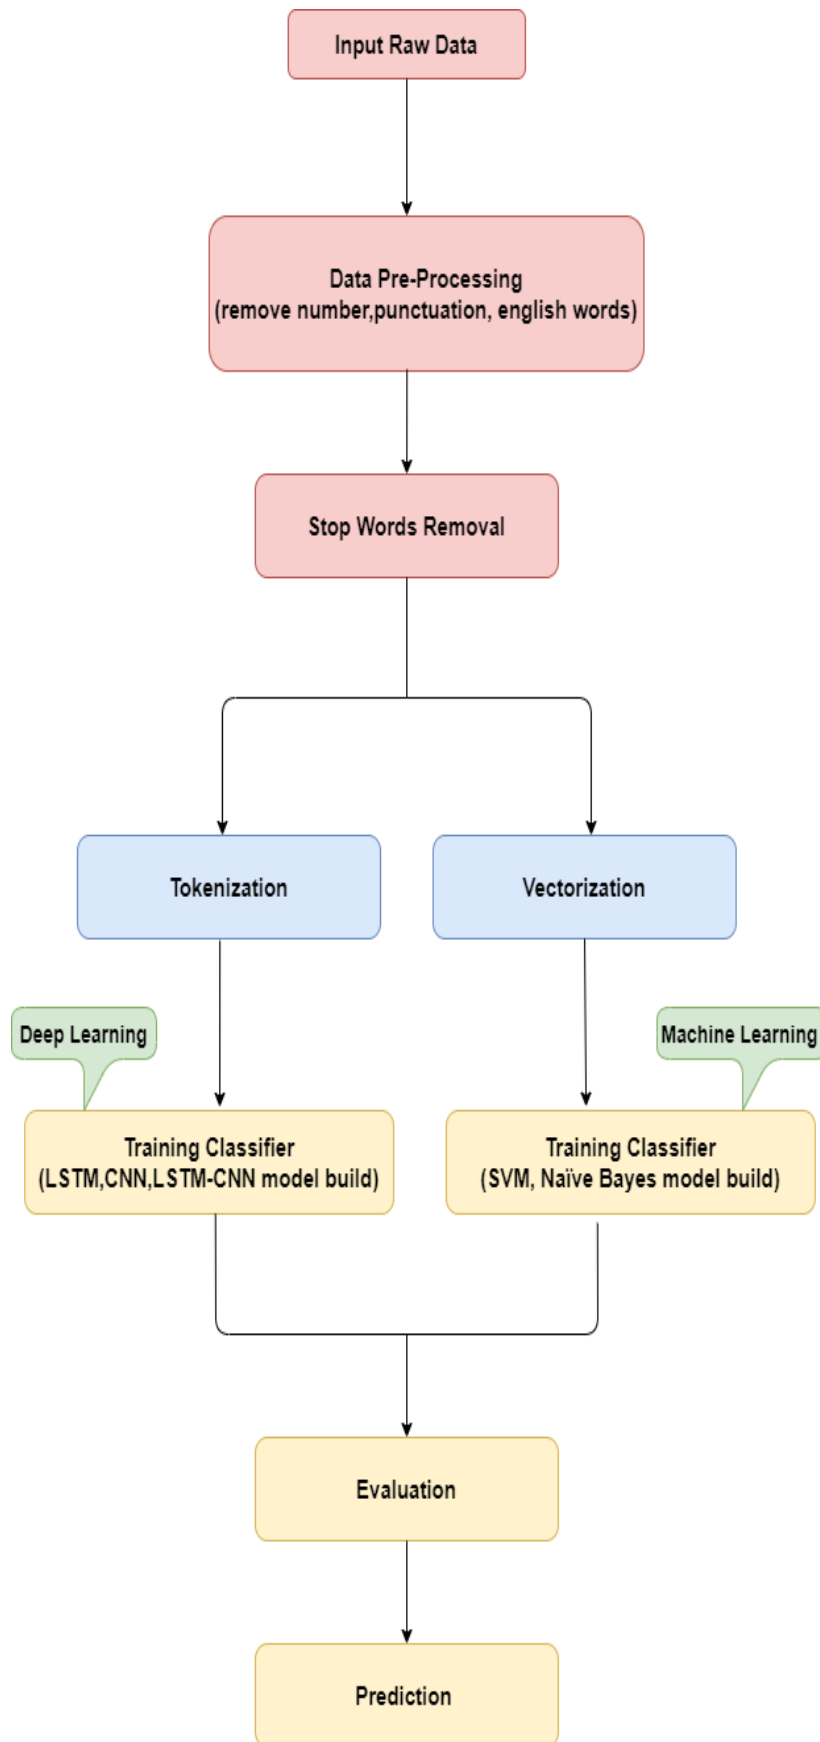 Input Raw Data
Data Pre-Processing
(remove number,punctuation, english words)
Stop Words Removal
Tokenization
Vectorization
Deep Learning
Machine Learning
Training Classifier
(LSTM,CNN,LSTM-CNN model build)
Training Classifier
(SVM, Naïve Bayes model build)
Evaluation
Prediction